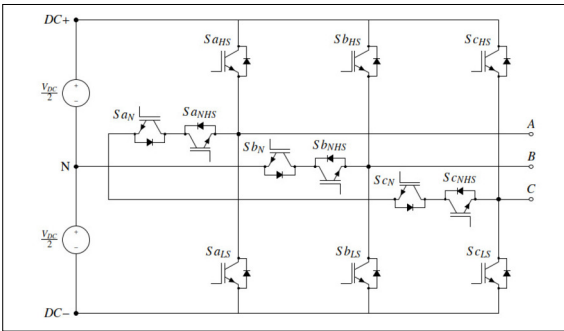 DC+
Sa_HS
Sb_HS
Sc_HS
V_DC/2
+
−
Sa_N
Sa_NHS
A
Sb_N
Sb_NHS
N
B
Sc_N
Sc_NHS
C
V_DC/2
+
−
Sa_LS
Sb_LS
Sc_LS
DC−